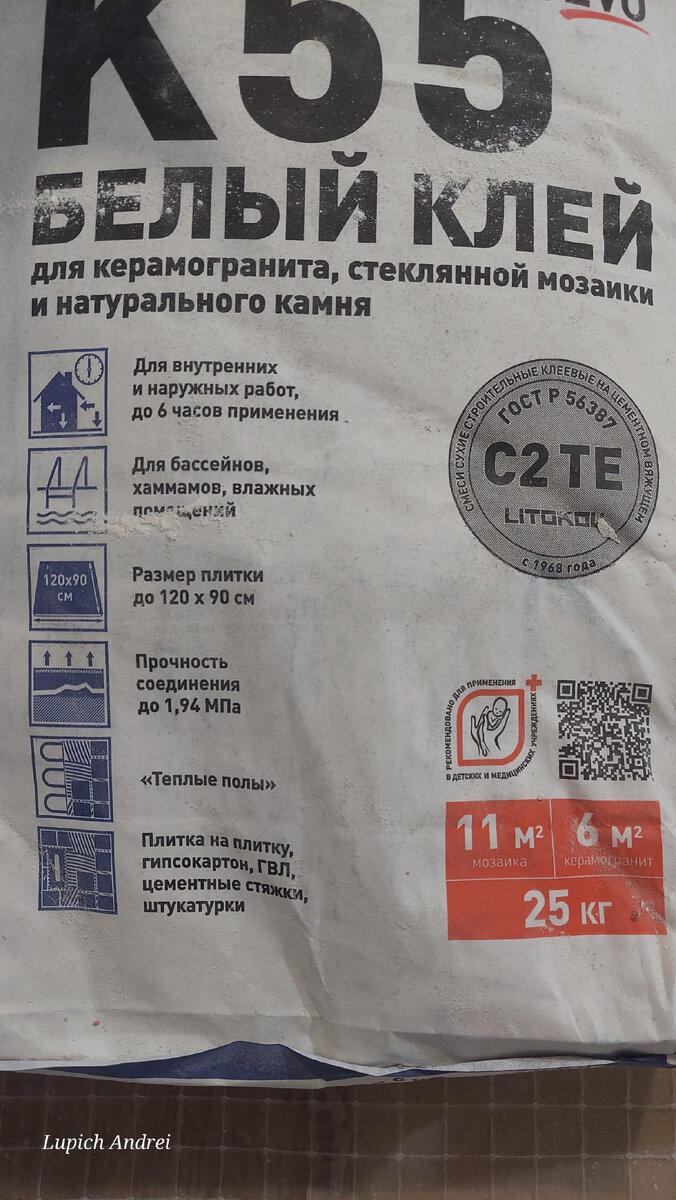 K55
EVO
БЕЛЫЙ КЛЕЙ
для керамогранита, стеклянной мозаики
и натурального камня
Для внутренних
и наружных работ,
до 6 часов применения
Для бассейнов,
хаммамов, влажных
помещений
120x90
см
Размер плитки
до 120 x 90 см
Прочность
соединения
до 1,94 МПа
«Теплые полы»
Плитка на плитку,
гипсокартон, ГВЛ,
цементные стяжки,
штукатурки
СМЕСИ СУХИЕ СТРОИТЕЛЬНЫЕ КЛЕЕВЫЕ НА ЦЕМЕНТНОМ ВЯЖУЩЕМ
ГОСТ Р 56387
C2 TE
LITOKOL
с 1968 года
РЕКОМЕНДОВАНО ДЛЯ ПРИМЕНЕНИЯ
В ДЕТСКИХ И МЕДИЦИНСКИХ УЧРЕЖДЕНИЯХ
11 м²
мозаика
6 м²
керамогранит
25 кг
Lupich Andrei